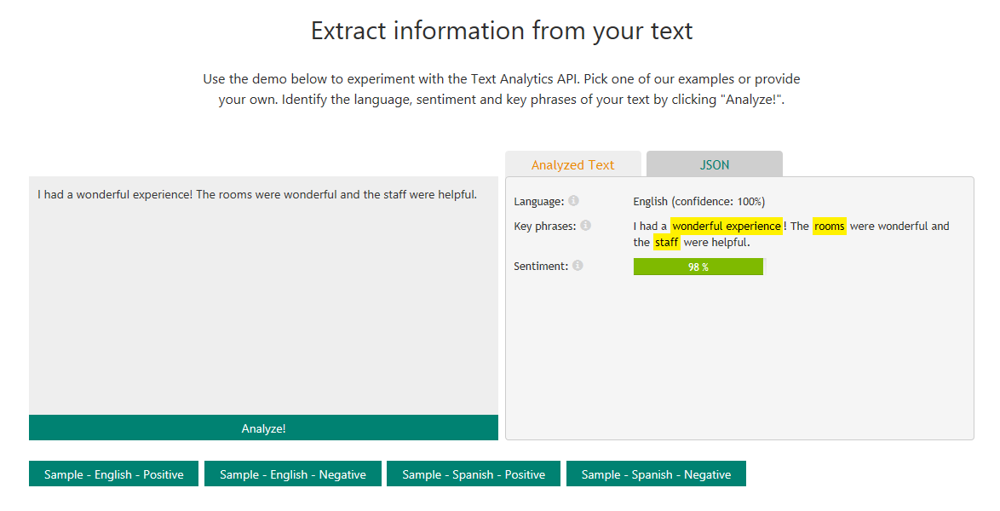 Extract information from your text
Use the demo below to experiment with the Text Analytics API. Pick one of our examples or provide
your own. Identify the language, sentiment and key phrases of your text by clicking "Analyze!".
Analyzed Text
JSON
I had a wonderful experience! The rooms were wonderful and the staff were helpful.
Language:
English (confidence: 100%)
Key phrases:
I had a wonderful experience! The rooms were wonderful and
the staff were helpful.
Sentiment:
98 %
Analyze!
Sample - English - Positive
Sample - English - Negative
Sample - Spanish - Positive
Sample - Spanish - Negative